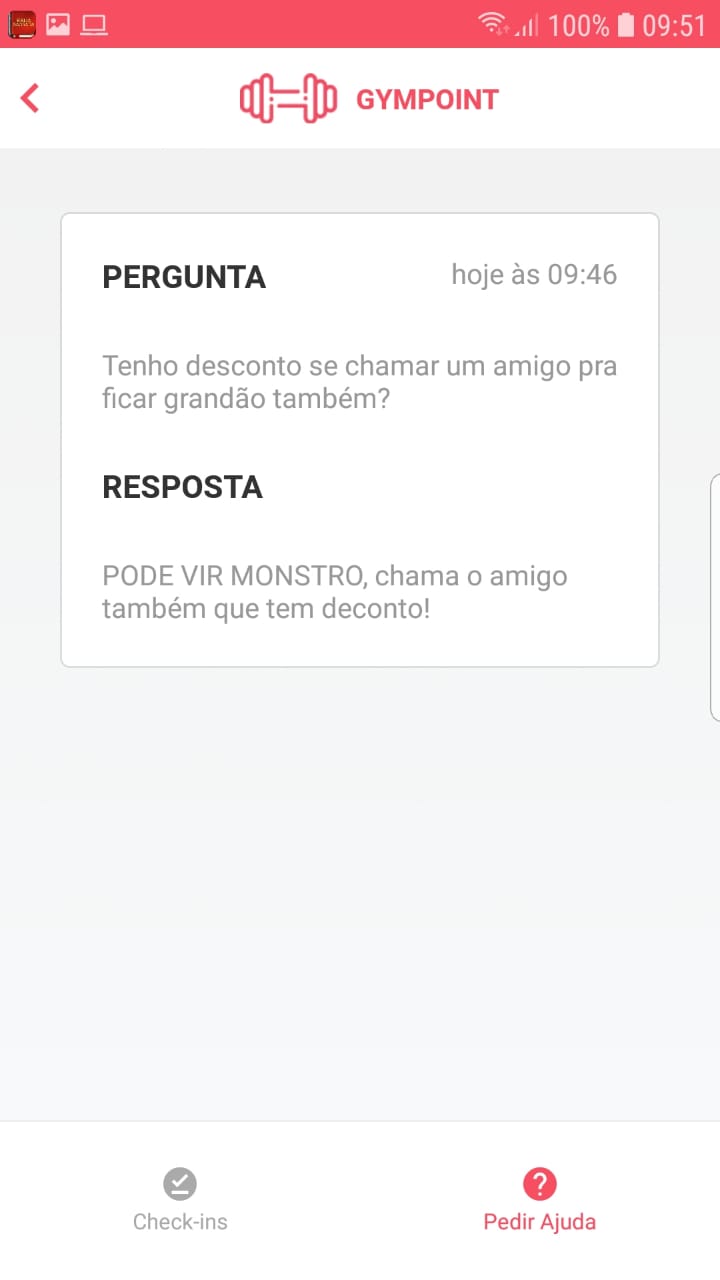 100% 09:51
GYMPOINT
PERGUNTA hoje às 09:46
Tenho desconto se chamar um amigo pra
ficar grandão também?
RESPOSTA
PODE VIR MONSTRO, chama o amigo
também que tem deconto!
Check-ins
Pedir Ajuda